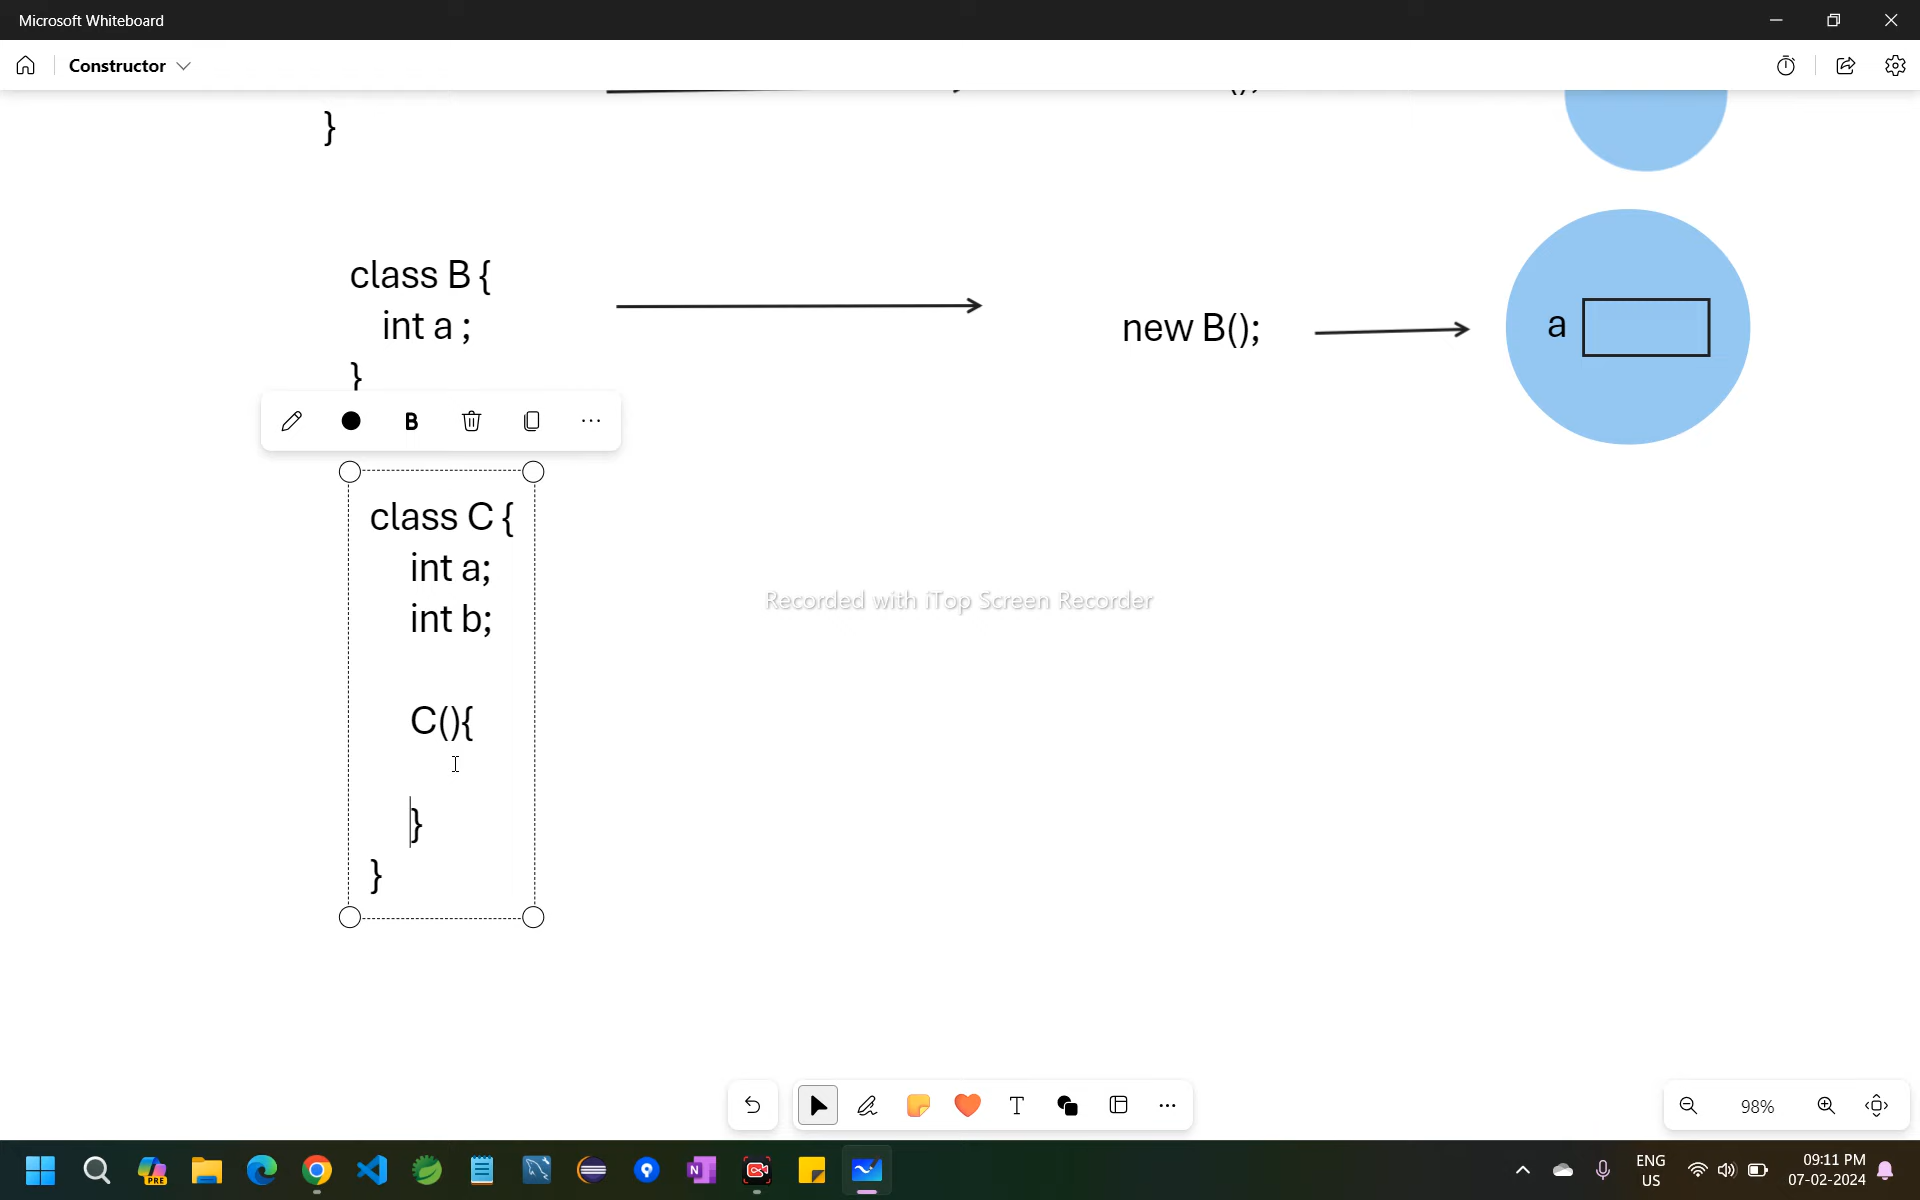 Microsoft Whiteboard
Constructor
}
class B {
int a ;
}
new B();
a
B
class C {
int a;
int b;
C(){
}
}
Recorded with iTop Screen Recorder
T
98%
PRE
N
ENG
US
09:11 PM
07-02-2024